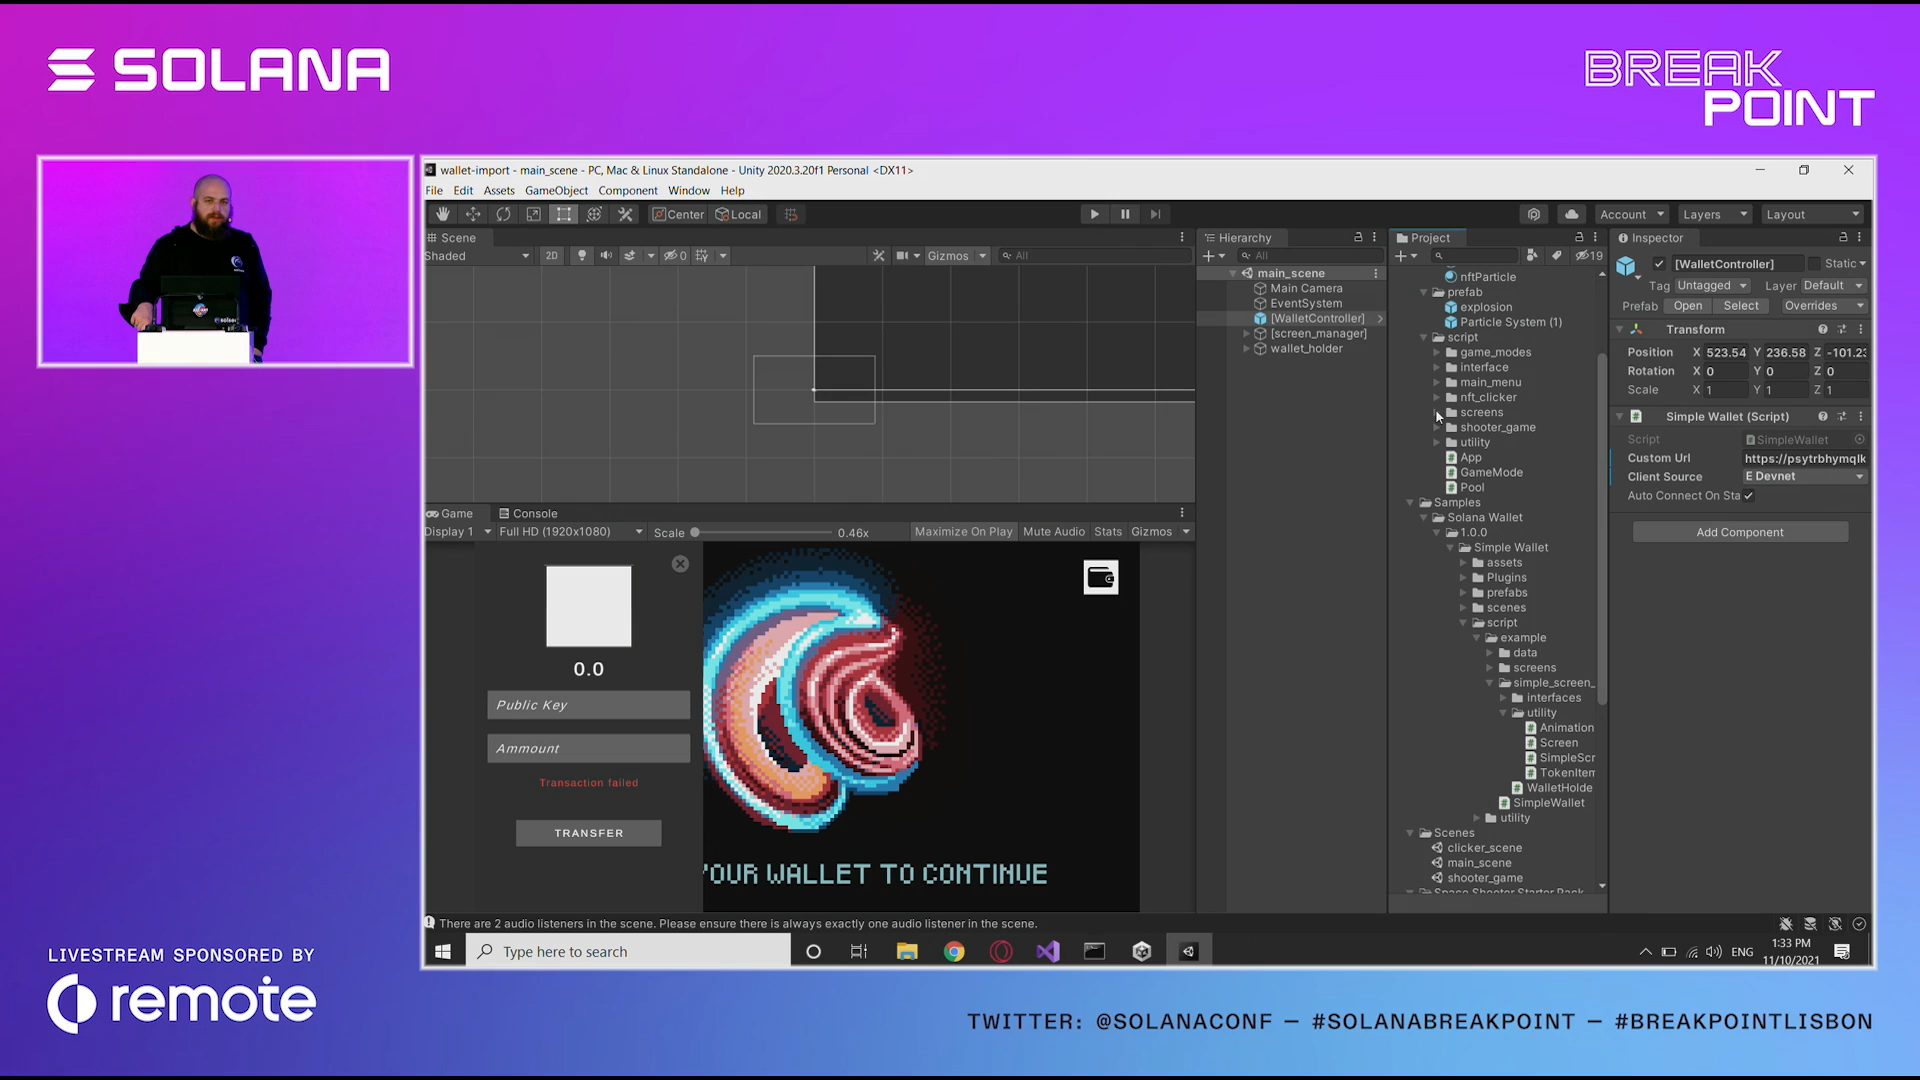 SOLANA
BREAK
POINT
wallet-import - main_scene - PC, Mac & Linux Standalone - Unity 2020.3.20f1 Personal <DX11>
File Edit Assets GameObject Component Window Help
Center Local
Account Layers Layout
Scene
Hierarchy
Project
Inspector
Shaded
2D
0
Gizmos
All
All
19
main_scene
Main Camera
EventSystem
[WalletController]
[screen_manager]
wallet_holder
nftParticle
prefab
explosion
Particle System (1)
script
game_modes
interface
main_menu
nft_clicker
screens
shooter_game
utility
App
GameMode
Pool
Samples
Solana Wallet
1.0.0
Simple Wallet
assets
Plugins
prefabs
scenes
script
example
data
screens
simple_screen_
interfaces
utility
Animation
Screen
SimpleScr
TokenItem
WalletHolde
SimpleWallet
utility
Scenes
clicker_scene
main_scene
shooter_game
Space Shooter Starter Pack
[WalletController] Static
Tag Untagged Layer Default
Prefab Open Select Overrides
Transform
Position X 523.54 Y 236.58 Z -101.23
Rotation X 0 Y 0 Z 0
Scale X 1 Y 1 Z 1
Simple Wallet (Script)
Script SimpleWallet
Custom Url https://psytrbhymqlk
Client Source E Devnet
Auto Connect On Sta
Add Component
Game Console
Display 1 Full HD (1920x1080) Scale 0.46x Maximize On Play Mute Audio Stats Gizmos
0.0
Public Key
Ammount
Transaction failed
TRANSFER
YOUR WALLET TO CONTINUE
There are 2 audio listeners in the scene. Please ensure there is always exactly one audio listener in the scene.
Type here to search
ENG
1:33 PM
11/10/2021
LIVESTREAM SPONSORED BY
remote
TWITTER: @SOLANACONF – #SOLANABREAKPOINT – #BREAKPOINTLISBON